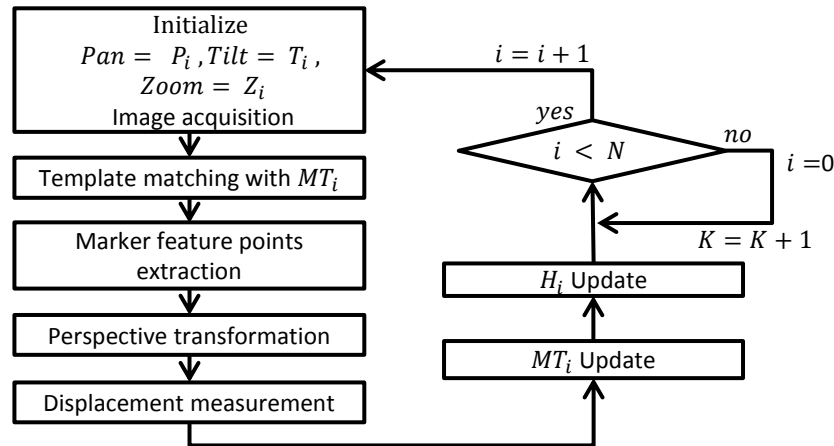 Initialize
Pan = P_i , Tilt = T_i ,
Zoom = Z_i
Image acquisition
Template matching with MT_i
Marker feature points
extraction
Perspective transformation
Displacement measurement
MT_i Update
H_i Update
i < N
yes
no
i = i + 1
i =0
K = K + 1